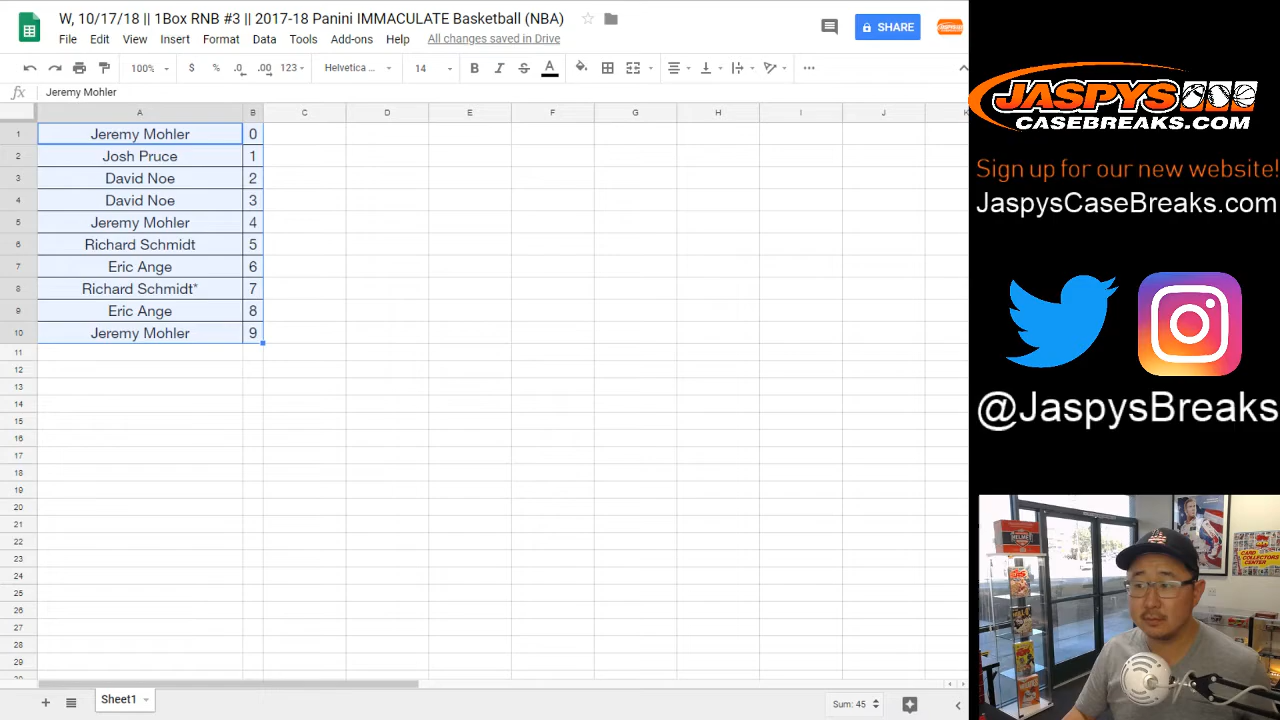 W, 10/17/18 || 1Box RNB #3 || 2017-18 Panini IMMACULATE Basketball (NBA)
File Edit View Tools Add-ons Help All changes saved in Drive
SHARE
100% $ % .0 .00 123 Helvetica ... 14 B I S A
fx Jeremy Mohler
A B C D E F G H I J K
1 Jeremy Mohler 0
2 Josh Pruce 1
3 David Noe 2
4 David Noe 3
5 Jeremy Mohler 4
6 Richard Schmidt 5
7 Eric Ange 6
8 Richard Schmidt* 7
9 Eric Ange 8
10 Jeremy Mohler 9
11
12
13
14
15
16
17
18
19
20
21
22
23
24
25
26
27
28
29
Sheet1
Sum: 45
JASPYS
CASEBREAKS.COM
Sign up for our new website!
JaspysCaseBreaks.com
@JaspysBreaks
HELMET
CARD
COLLECTORS
CENTER